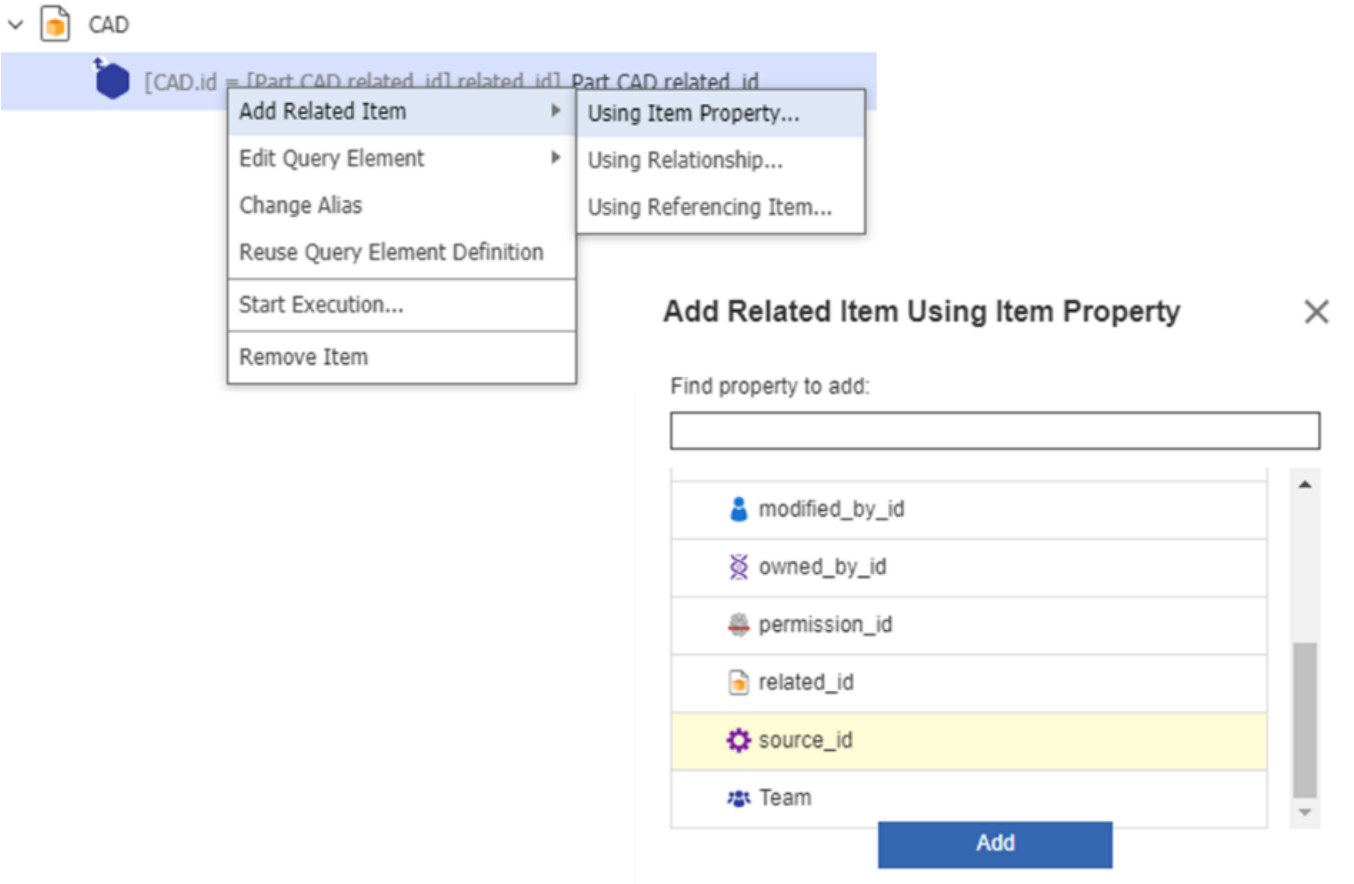 CAD
[CAD.id = [Part CAD related_id] related_id] Part CAD related_id
Add Related Item
Edit Query Element
Change Alias
Reuse Query Element Definition
Start Execution...
Remove Item
Using Item Property...
Using Relationship...
Using Referencing Item...
Add Related Item Using Item Property
Find property to add:
modified_by_id
owned_by_id
permission_id
related_id
source_id
Team
Add